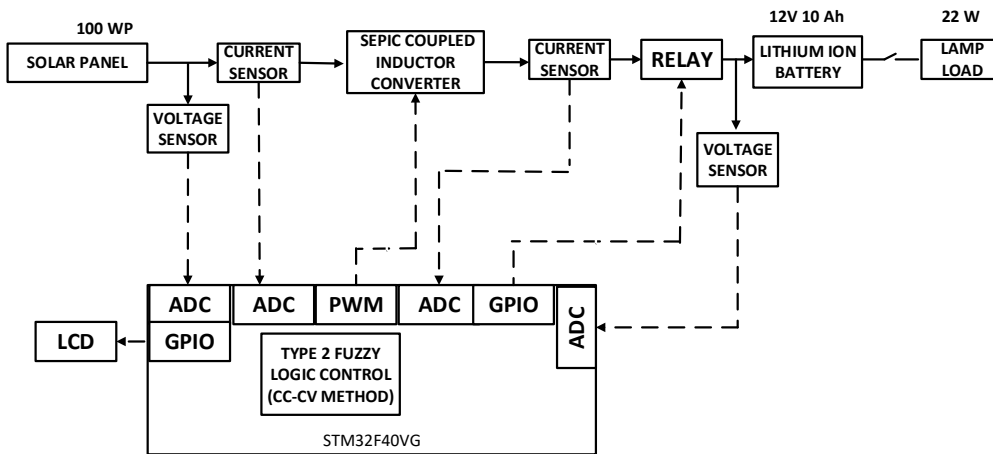 100 WP
12V 10 Ah
22 W
SOLAR PANEL
CURRENT
SENSOR
SEPIC COUPLED
INDUCTOR
CONVERTER
CURRENT
SENSOR
RELAY
LITHIUM ION
BATTERY
LAMP
LOAD
VOLTAGE
SENSOR
VOLTAGE
SENSOR
ADC
ADC
PWM
ADC
GPIO
ADC
LCD
GPIO
TYPE 2 FUZZY
LOGIC CONTROL
(CC-CV METHOD)
STM32F40VG